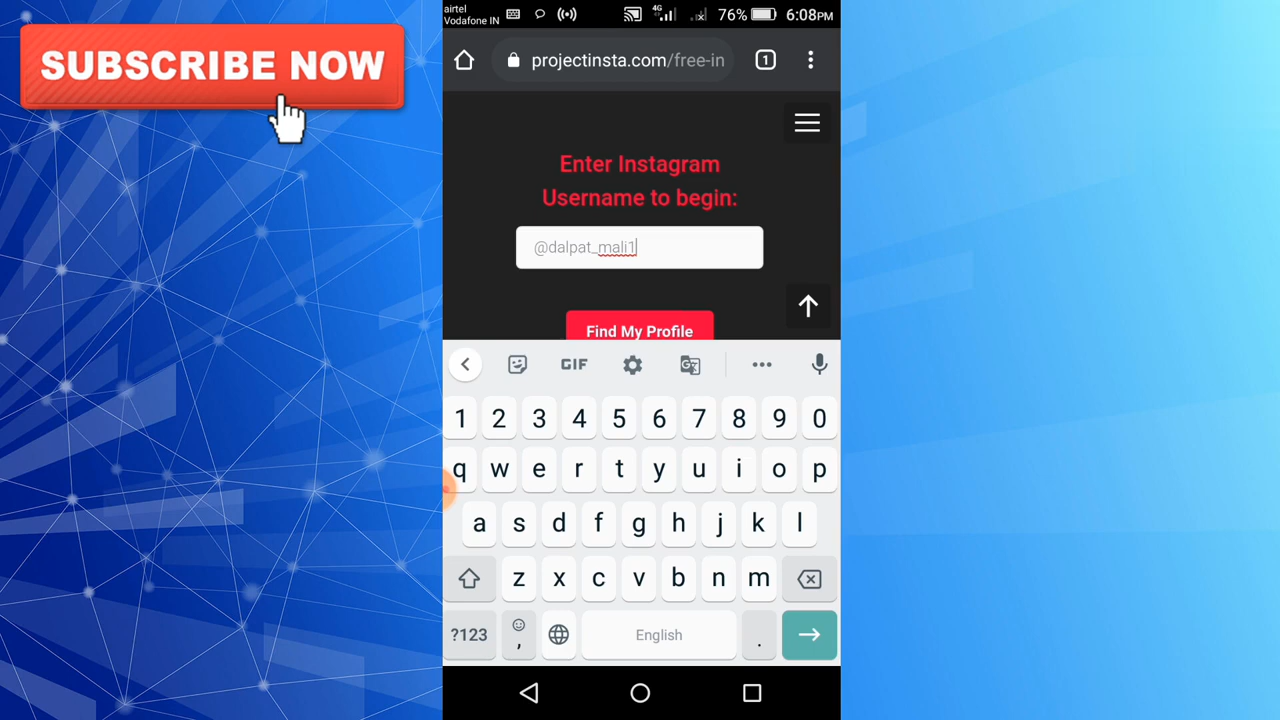 SUBSCRIBE NOW
airtel
Vodafone IN
4G
76%
6:08PM
projectinsta.com/free-in
1
Enter Instagram
Username to begin:
@dalpat_mali1
Find My Profile
GIF
1 2 3 4 5 6 7 8 9 0
q w e r t y u i o p
a s d f g h j k l
z x c v b n m
?123 , English .